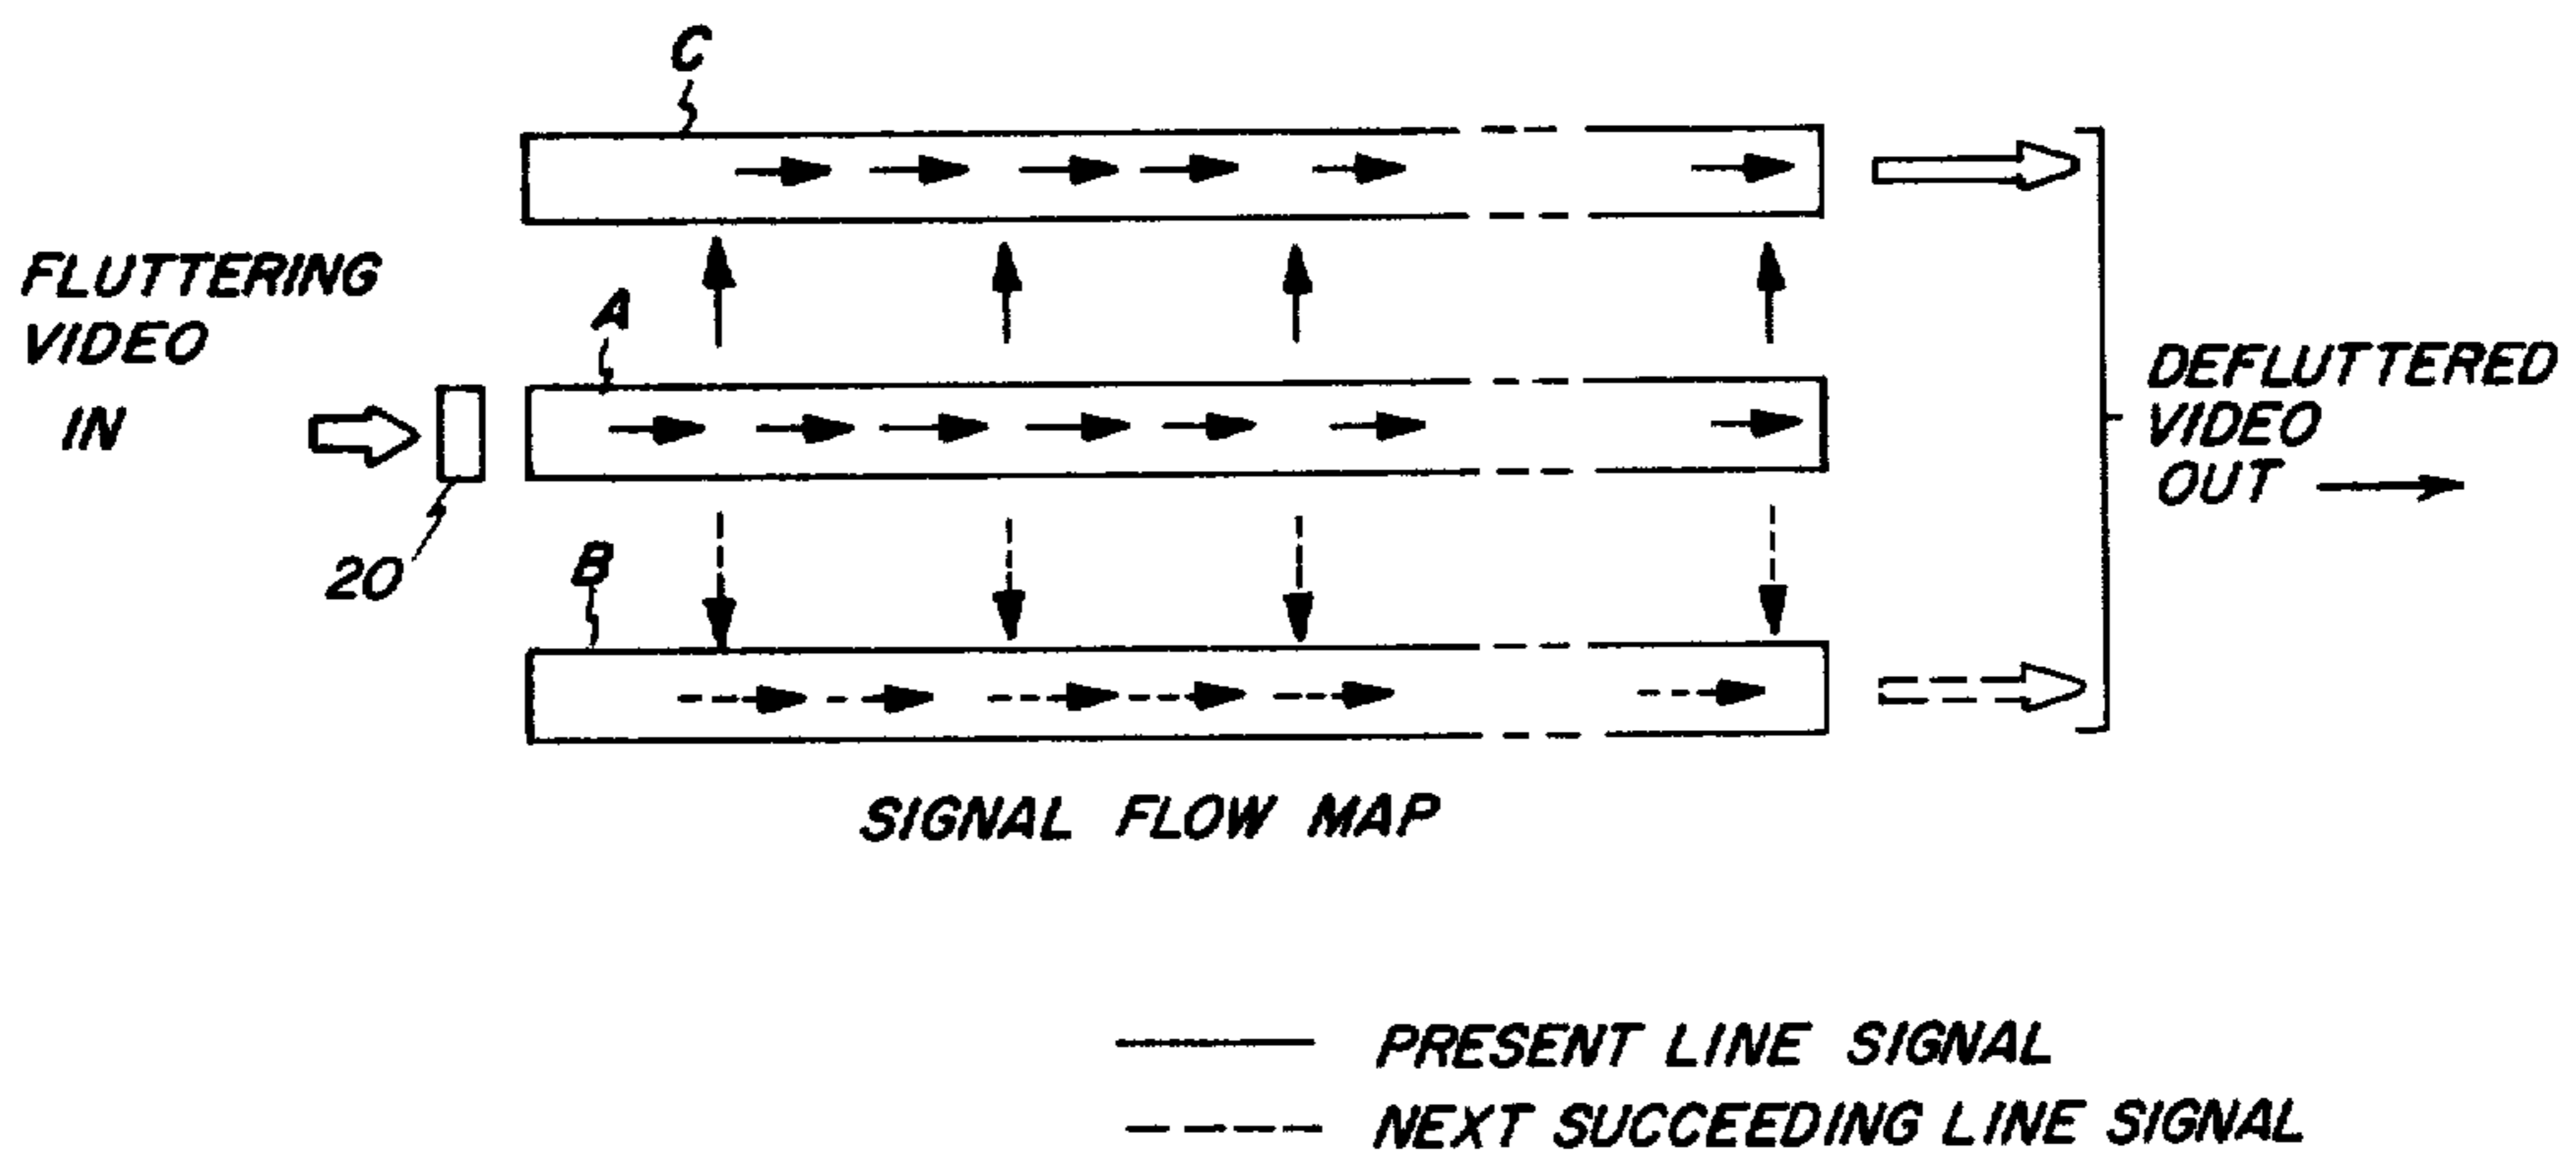 C
FLUTTERING
VIDEO
IN
A
20
B
DEFLUTTERED
VIDEO
OUT
SIGNAL FLOW MAP
PRESENT LINE SIGNAL
NEXT SUCCEEDING LINE SIGNAL